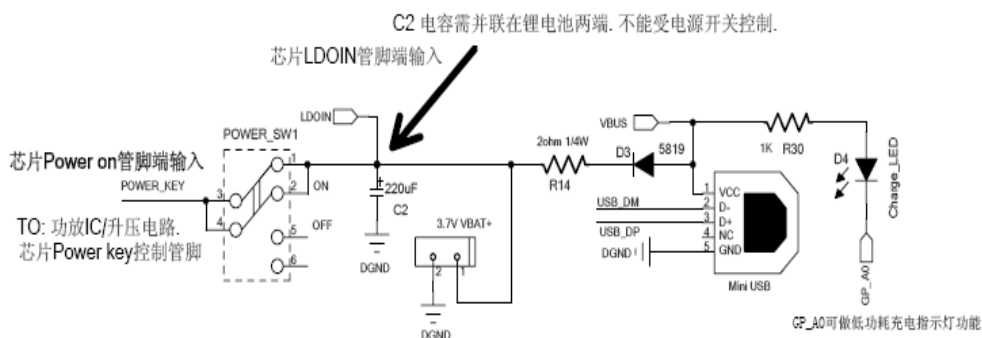 C2 电容需并联在锂电池两端. 不能受电源开关控制.
芯片LDOIN管脚端输入
LDOIN
VBUS
POWER_SW1
2ohm 1/4W
D3
5819
1K
R30
D4
Charge_LED
芯片Power on管脚端输入
POWER_KEY
1
2
3
4
5
6
ON
OFF
220uF
C2
R14
TO: 功放IC/升压电路.
芯片Power key控制管脚
DGND
3.7V VBAT+
2
1
DGND
USB_DM
USB_DP
DGND
1
2
3
4
5
VCC
D-
D+
NC
GND
Mini USB
GP_A0
GP_A0可做低功耗充电指示灯功能